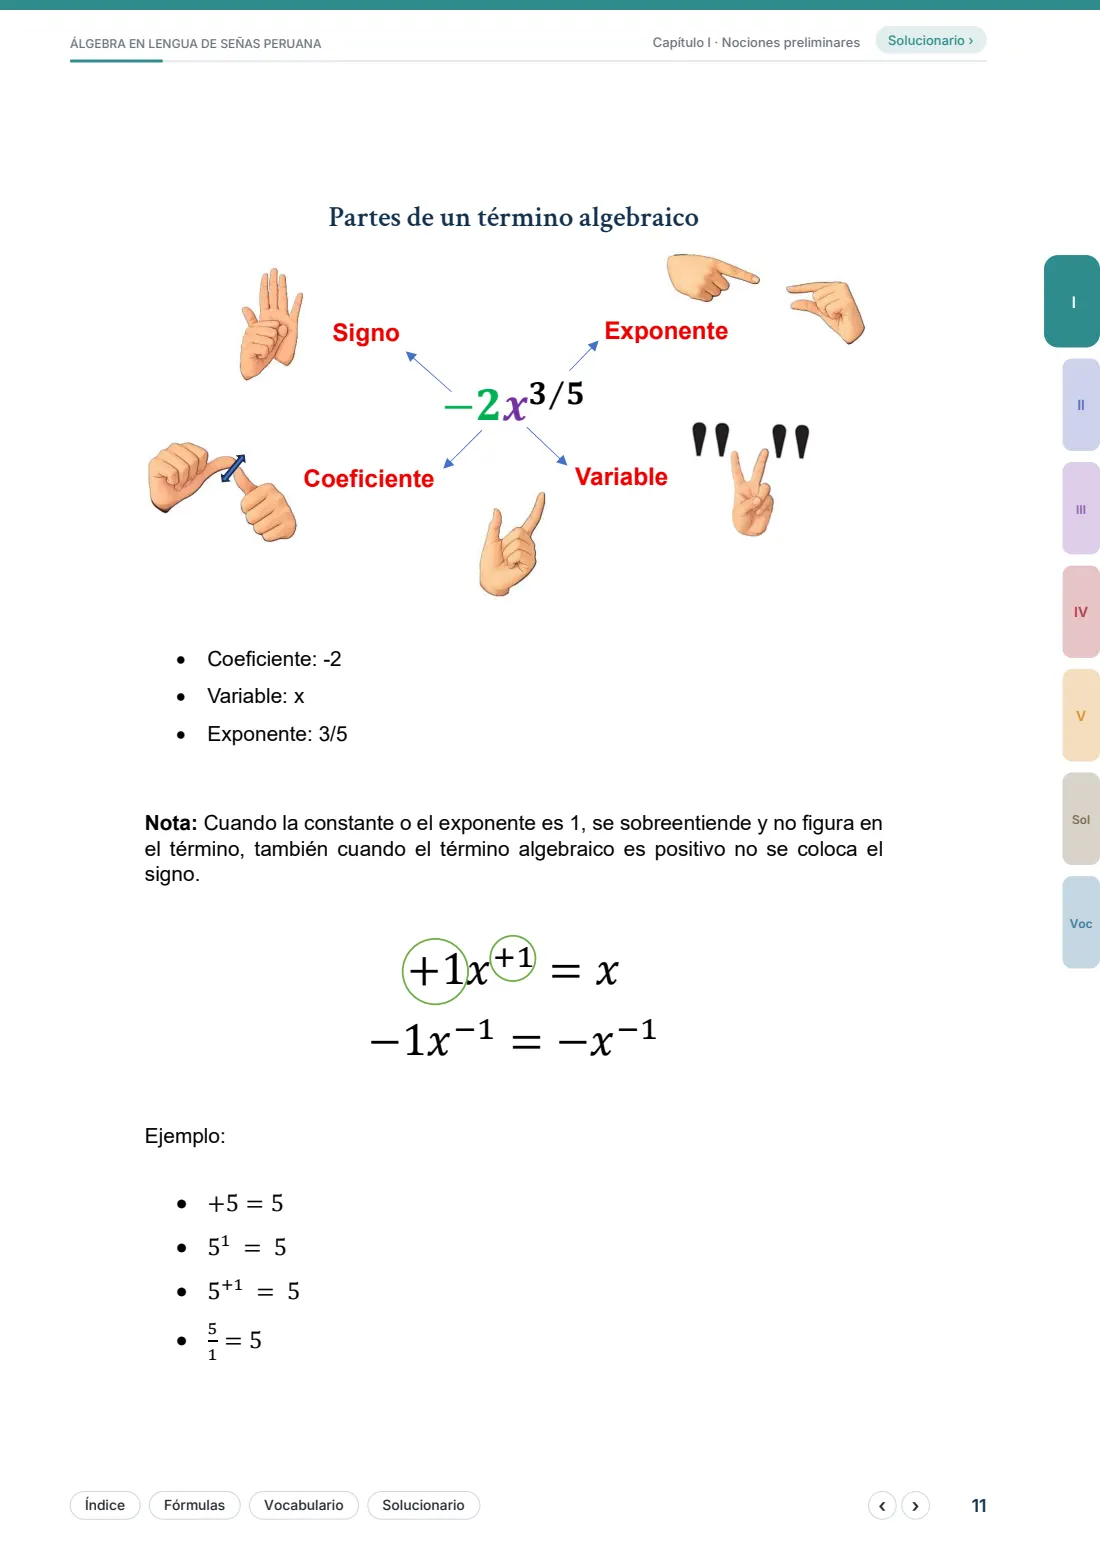 ÁLGEBRA EN LENGUA DE SEÑAS PERUANA
Capítulo I · Nociones preliminares
Solucionario ›
Partes de un término algebraico
Signo
Exponente
−2x^{3/5}
Coeficiente
Variable
" "
• Coeficiente: -2
• Variable: x
• Exponente: 3/5
Nota: Cuando la constante o el exponente es 1, se sobreentiende y no figura en
el término, también cuando el término algebraico es positivo no se coloca el
signo.
+1x^{+1} = x
−1x^{−1} = −x^{−1}
Ejemplo:
• +5 = 5
• 5^1 = 5
• 5^{+1} = 5
• 5/1 = 5
I
II
III
IV
V
Sol
Voc
Índice
Fórmulas
Vocabulario
Solucionario
‹ ›
11